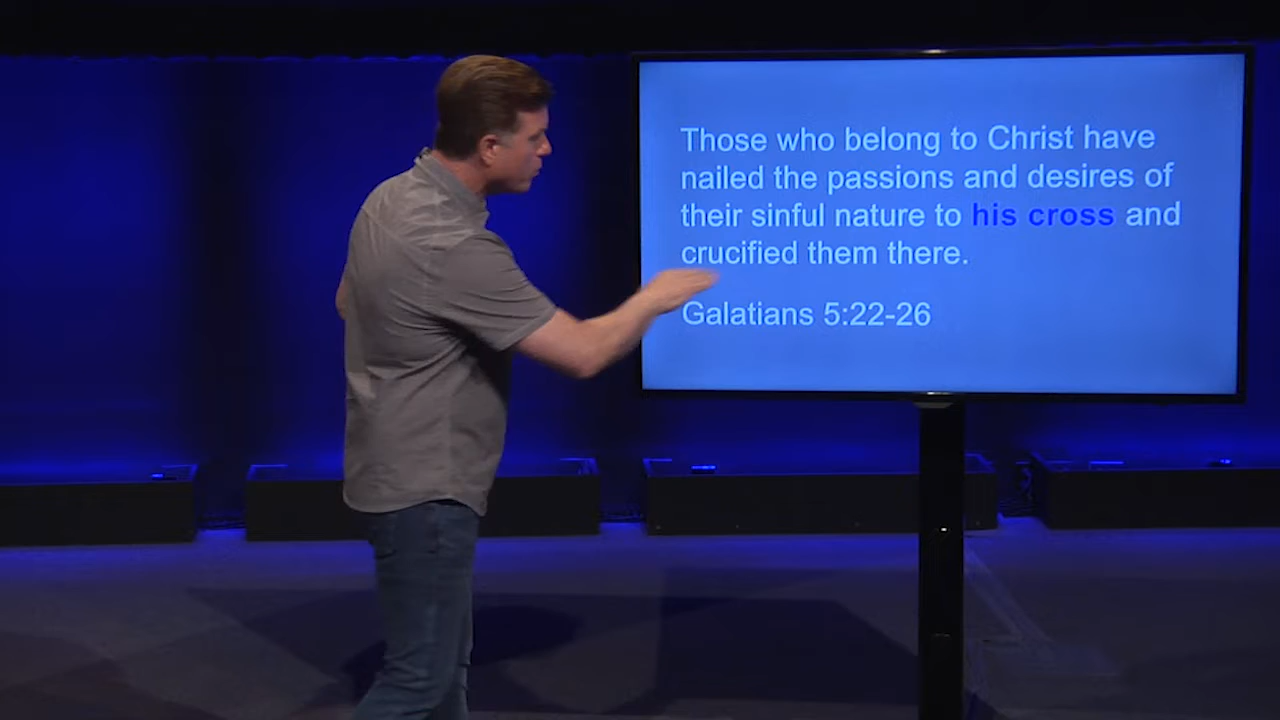 Those who belong to Christ have
nailed the passions and desires of
their sinful nature to his cross and
crucified them there.
Galatians 5:22-26